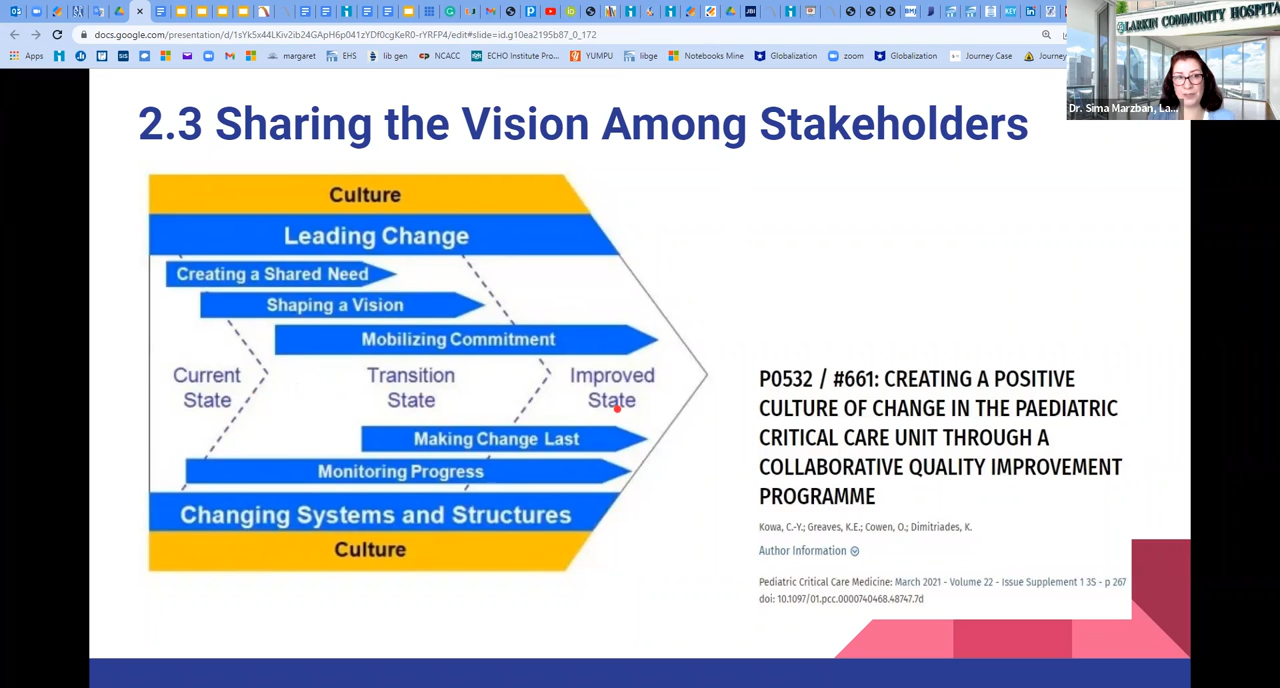 docs.google.com/presentation/d/1sYk5x44LKiv2ib24GApH6p041zYDf0cgKeR0-
Apps
EHS
SIS
margaret
EHS
lib gen
NCACC
ECHO Institute Pro...
YUMPU
libge
Notebooks Mine
Globalization
zoom
Globalization
Journey Case
Journey
LARKIN COMMUNITY HOSPITA
Dr. Sima Marzban, La...
2.3 Sharing the Vision Among Stakeholders
Culture
Leading Change
Creating a Shared Need
Shaping a Vision
Mobilizing Commitment
Current
State
Transition
State
Improved
State
Making Change Last
Monitoring Progress
Changing Systems and Structures
Culture
P0532 / #661: CREATING A POSITIVE
CULTURE OF CHANGE IN THE PAEDIATRIC
CRITICAL CARE UNIT THROUGH A
COLLABORATIVE QUALITY IMPROVEMENT
PROGRAMME
Kowa, C.-Y.; Greaves, K.E.; Cowen, O.; Dimitriades, K.
Author Information
Pediatric Critical Care Medicine: March 2021 - Volume 22 - Issue Supplement 1 3S - p 267
doi: 10.1097/01.pcc.0000740468.48747.7d